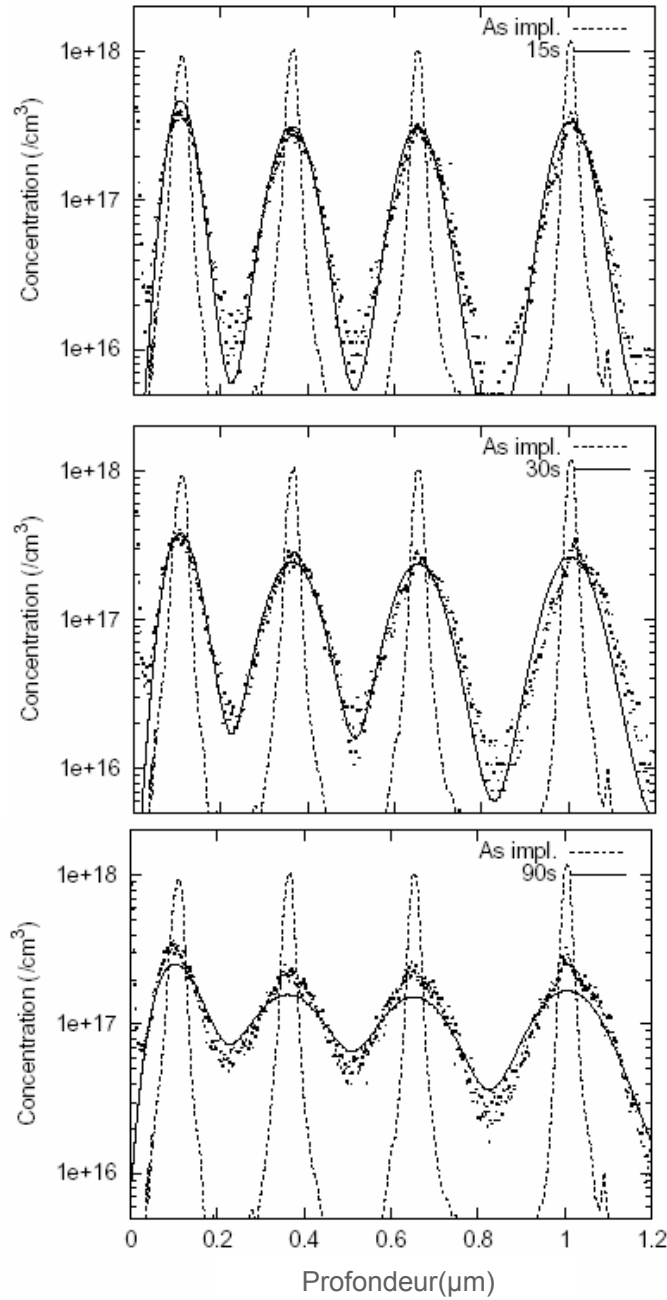 As impl.
15s
1e+18
1e+17
1e+16
Concentration (/cm³)
As impl.
30s
1e+18
1e+17
1e+16
Concentration (/cm³)
As impl.
90s
1e+18
1e+17
1e+16
Concentration (/cm³)
0 0.2 0.4 0.6 0.8 1 1.2
Profondeur(µm)